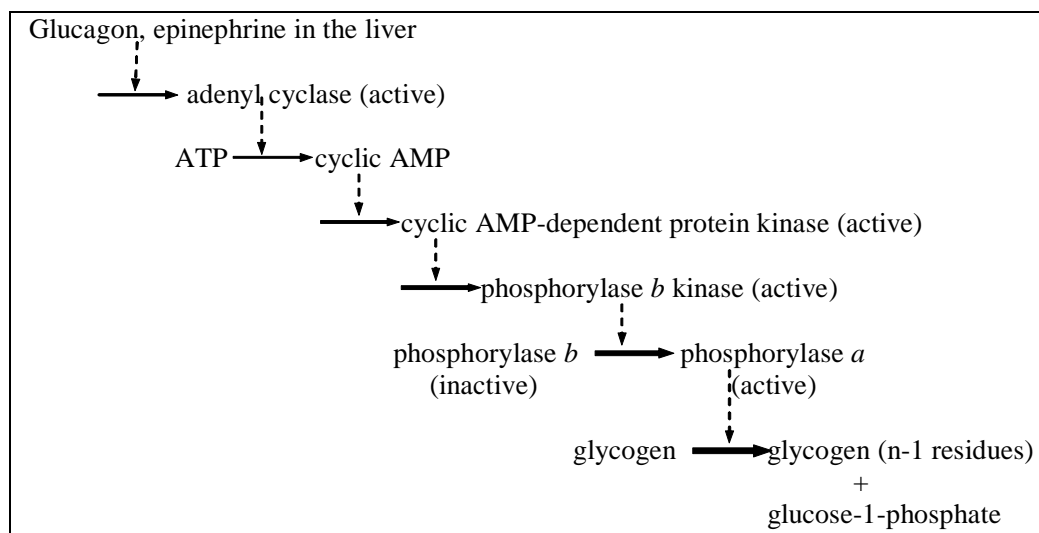 Glucagon, epinephrine in the liver
adenyl cyclase (active)
ATP cyclic AMP
cyclic AMP-dependent protein kinase (active)
phosphorylase b kinase (active)
phosphorylase b phosphorylase a
(inactive) (active)
glycogen glycogen (n-1 residues)
+
glucose-1-phosphate